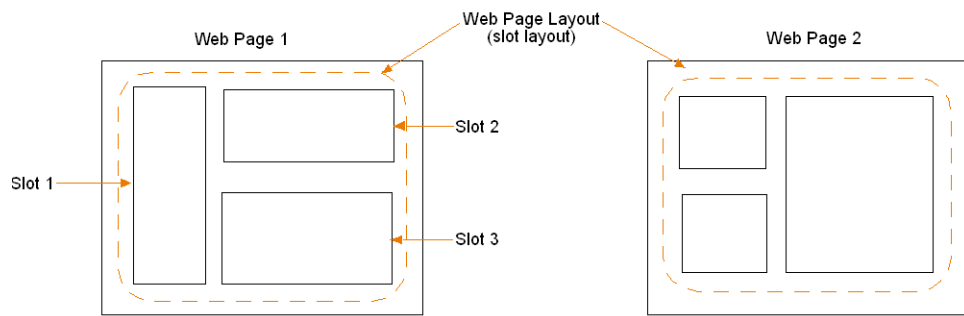 Web Page Layout
(slot layout)
Web Page 1
Web Page 2
Slot 2
Slot 1
Slot 3